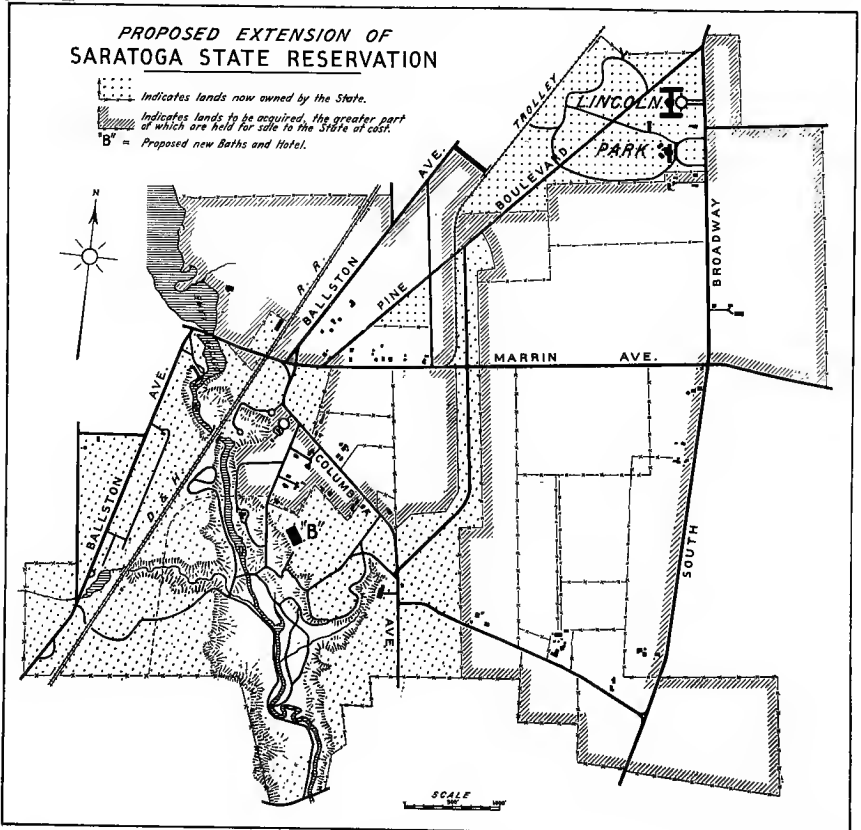 PROPOSED EXTENSION OF
SARATOGA STATE RESERVATION
Indicates lands now owned by the State.
Indicates lands to be acquired, the greater part
of which are held for sale to the State at cost.
"B" = Proposed new Baths and Hotel.
N
TROLLEY
LINCOLN
PARK
BOULEVARD
PINE
BALLSTON AVE.
R. R.
BROADWAY
MARRIN AVE.
BALLSTON AVE.
D. & H.
COLUMBIA
"B"
AVE.
SOUTH
SCALE
500'
1000'